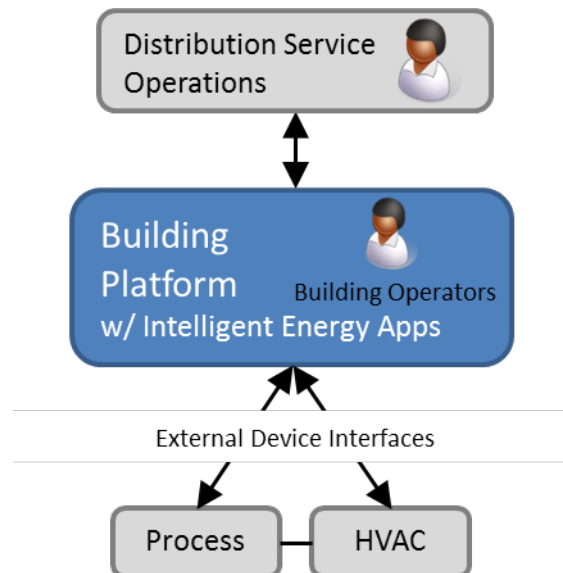 Distribution Service
Operations
Building
Platform
Building Operators
w/ Intelligent Energy Apps
External Device Interfaces
Process
HVAC